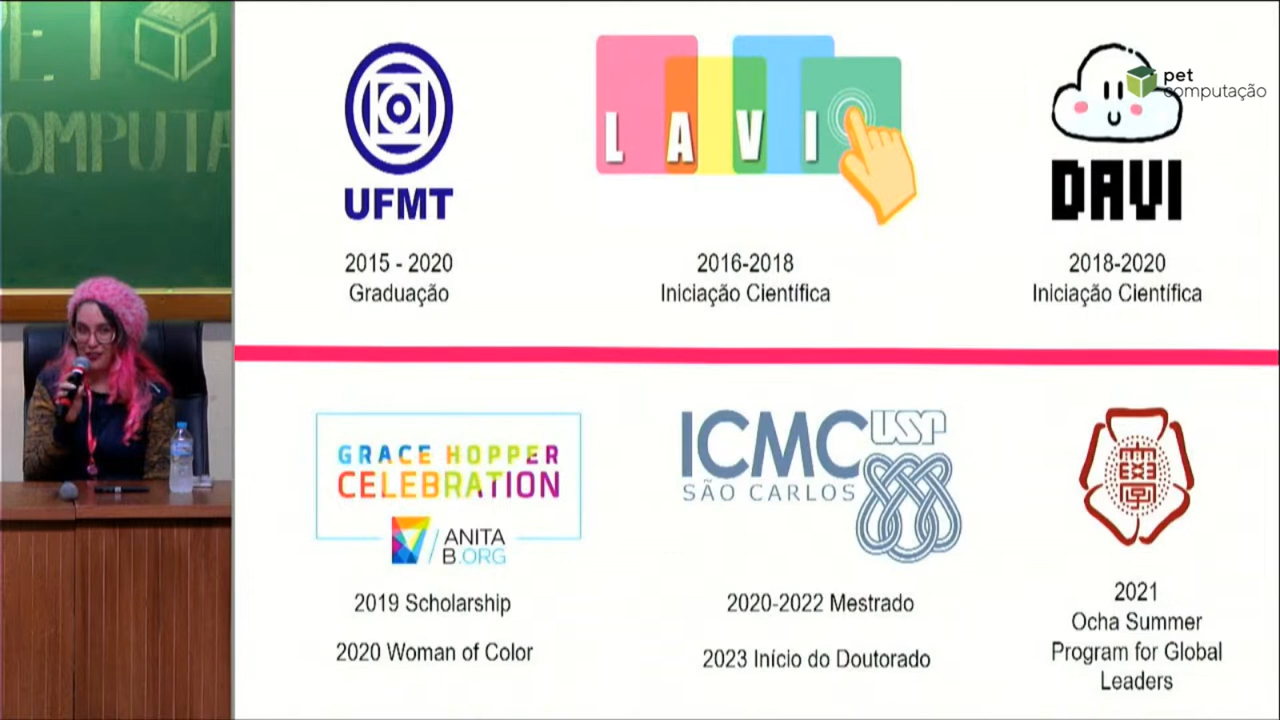 PET
COMPUTA
pet
computação
UFMT
2015 - 2020
Graduação
LAVI
2016-2018
Iniciação Científica
DAVI
2018-2020
Iniciação Científica
GRACE HOPPER
CELEBRATION
ANITA
B.ORG
2019 Scholarship
2020 Woman of Color
ICMC USP
SÃO CARLOS
2020-2022 Mestrado
2023 Início do Doutorado
2021
Ocha Summer
Program for Global
Leaders